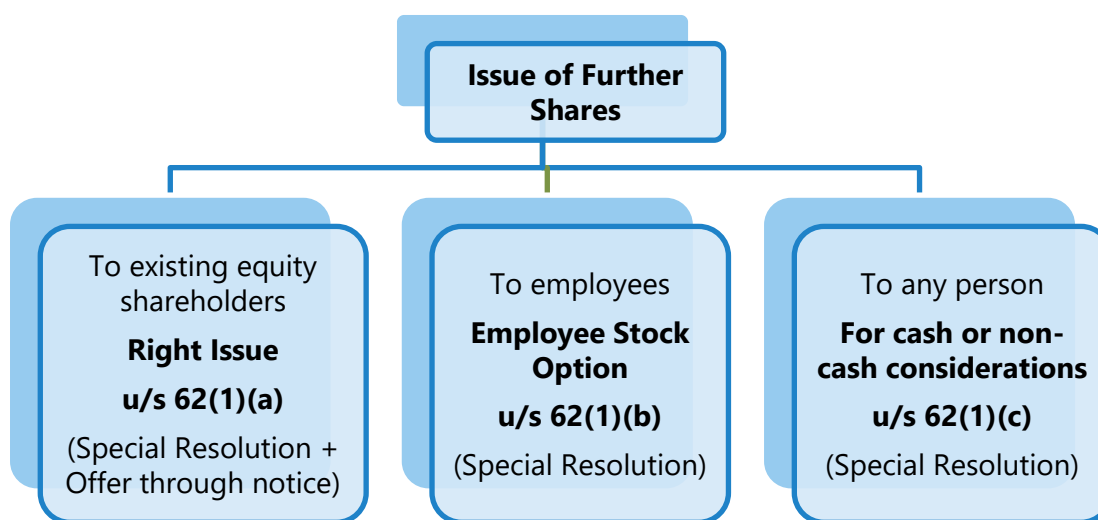 Issue of Further
Shares
To existing equity
shareholders
Right Issue
u/s 62(1)(a)
(Special Resolution +
Offer through notice)
To employees
Employee Stock
Option
u/s 62(1)(b)
(Special Resolution)
To any person
For cash or non-
cash considerations
u/s 62(1)(c)
(Special Resolution)